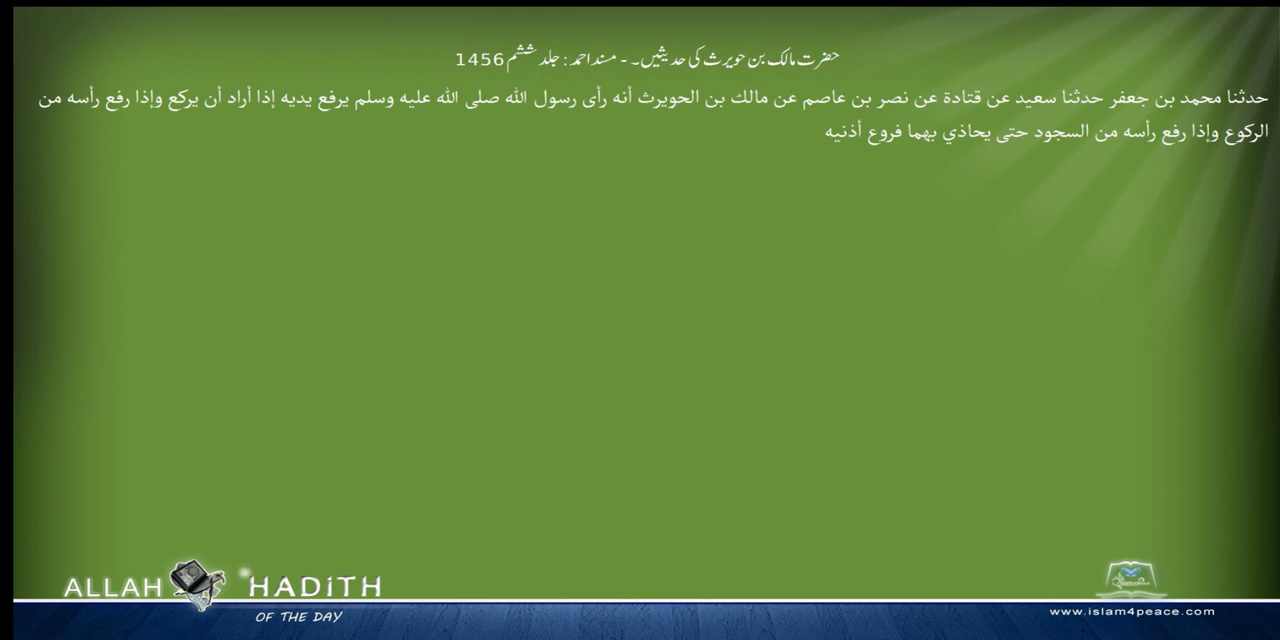 حضرت مالک بن حویرث کی حدیثیں۔ - مسند احمد : جلد ششم 1456
حدثنا محمد بن جعفر حدثنا سعيد عن قتادة عن نصر بن عاصم عن مالك بن الحويرث أنه رأى رسول الله صلى الله عليه وسلم يرفع يديه إذا أراد أن يركع وإذا رفع رأسه من
الركوع وإذا رفع رأسه من السجود حتى يحاذي بهما فروع أذنيه
ALLAH HADITH
OF THE DAY
www.islam4peace.com